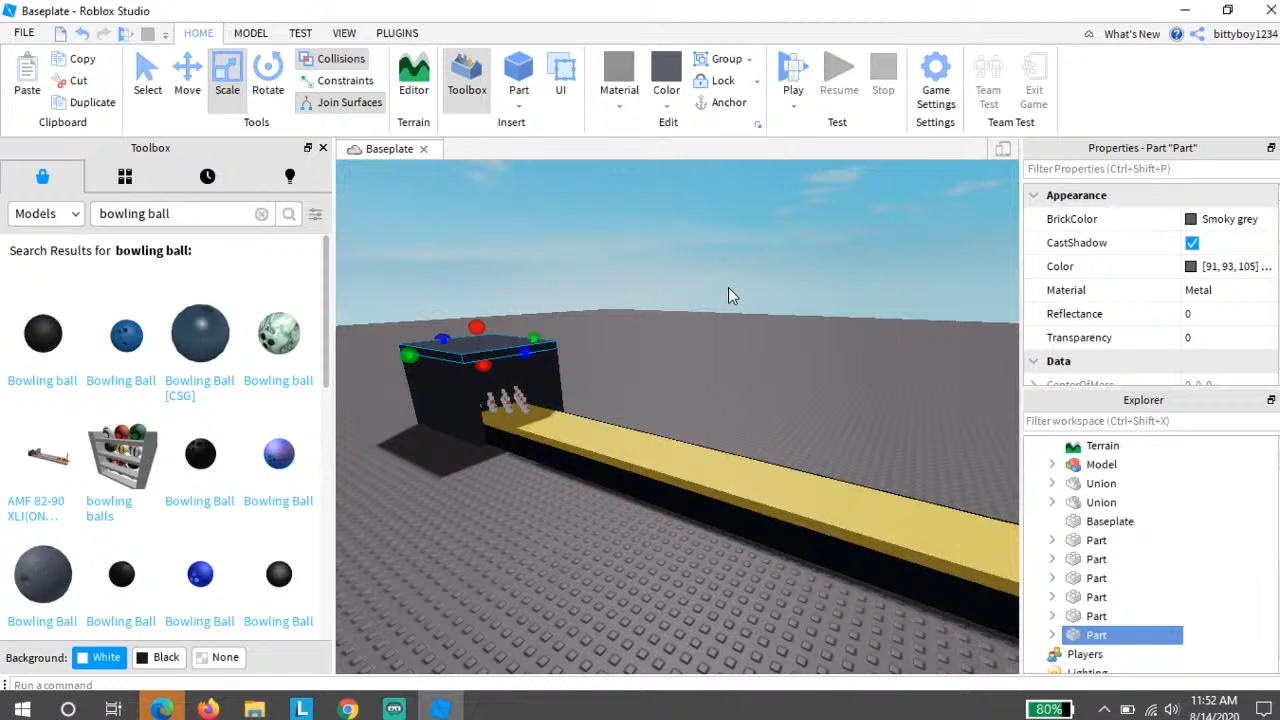 Baseplate - Roblox Studio
FILE HOME MODEL TEST VIEW PLUGINS What's New bittyboy1234
Paste Copy Cut Duplicate Clipboard
Select Move Scale Rotate Collisions Constraints Join Surfaces Tools
Editor Terrain
Toolbox Part UI Insert
Material Color Group Lock Anchor Edit
Play Resume Stop Test
Game Settings Settings
Team Test Exit Game Team Test
Toolbox
Models bowling ball
Search Results for bowling ball:
Bowling ball Bowling Ball Bowling Ball [CSG] Bowling ball
AMF 82-90 XLI(ON... bowling balls Bowling Ball Bowling Ball
Bowling Ball Bowling Ball Bowling Ball Bowling Ball
Background: White Black None
Run a command
Baseplate
Properties - Part "Part"
Filter Properties (Ctrl+Shift+P)
Appearance
BrickColor Smoky grey
CastShadow
Color [91, 93, 105] ...
Material Metal
Reflectance 0
Transparency 0
Data
CenterOfMass 0, 0, 0
Explorer
Filter workspace (Ctrl+Shift+X)
Terrain
Model
Union
Union
Baseplate
Part
Part
Part
Part
Part
Part
Players
Lighting
80% 11:52 AM
8/14/2020